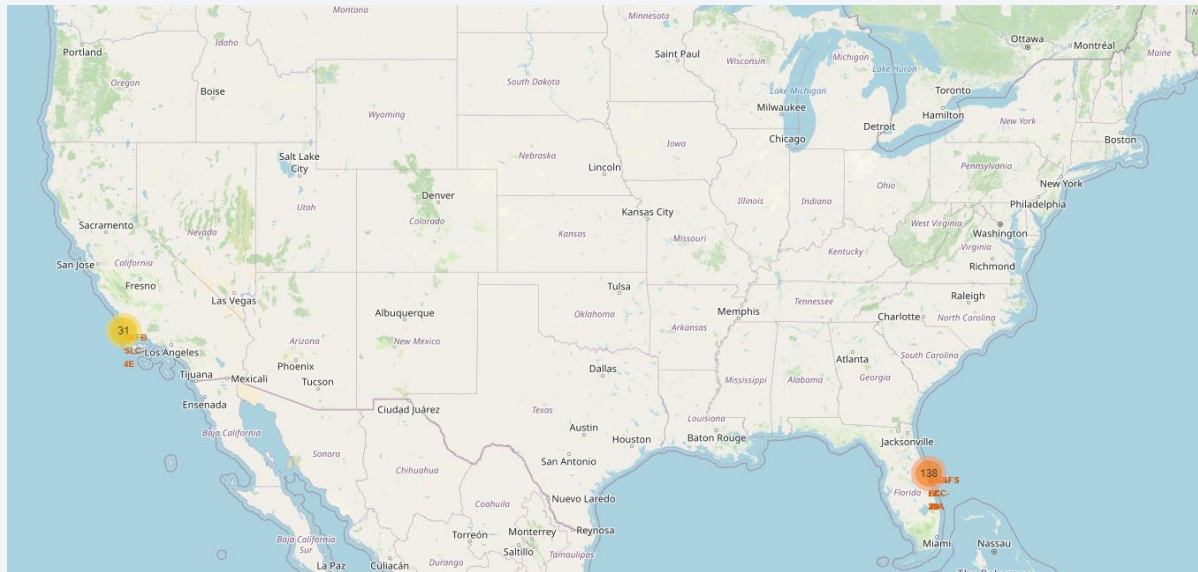 Montana
Minnesota
Ottawa
Montréal
Maine
Portland
Idaho
Saint Paul
Wisconsin
Michigan
Lake Huron
Oregon
Boise
South Dakota
Lake Michigan
Toronto
Milwaukee
Hamilton
Wyoming
New York
Detroit
Chicago
Boston
Iowa
Nebraska
Salt Lake
City
Lincoln
Pennsylvania
Denver
Ohio
New York
Utah
Illinois
Indiana
Philadelphia
Kansas City
Colorado
Sacramento
Nevada
West Virginia
Washington
Kansas
Missouri
Virginia
Kentucky
San Jose
California
Richmond
Fresno
Tulsa
Las Vegas
Raleigh
Tennessee
Albuquerque
Oklahoma
Memphis
Charlotte
North Carolina
31
AFB
Arkansas
Arizona
New Mexico
SLC-
Los Angeles
4E
South Carolina
Atlanta
Phoenix
Dallas
Tijuana
Mexicali
Tucson
Mississippi
Alabama
Georgia
Ensenada
Ciudad Juárez
Texas
Louisiana
Austin
Baja California
Houston
Baton Rouge
Jacksonville
Sonora
San Antonio
Chihuahua
138
AFS
Florida
Nuevo Laredo
Coahuila
Reynosa
Baja California
Sur
Torreón
Monterrey
Miami
Nassau
Saltillo
Tamaulipas
La Paz
Culiacán
Durango
The Bahamas